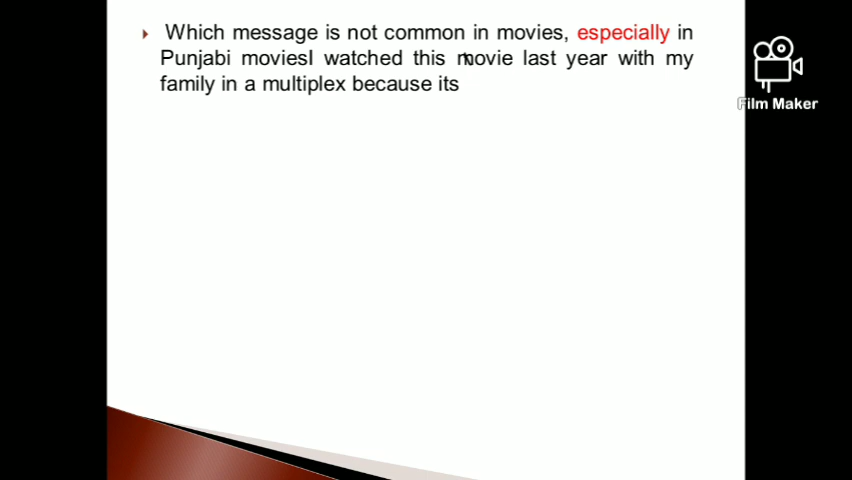 Which message is not common in movies, especially in
Punjabi moviesI watched this movie last year with my
family in a multiplex because its
Film Maker